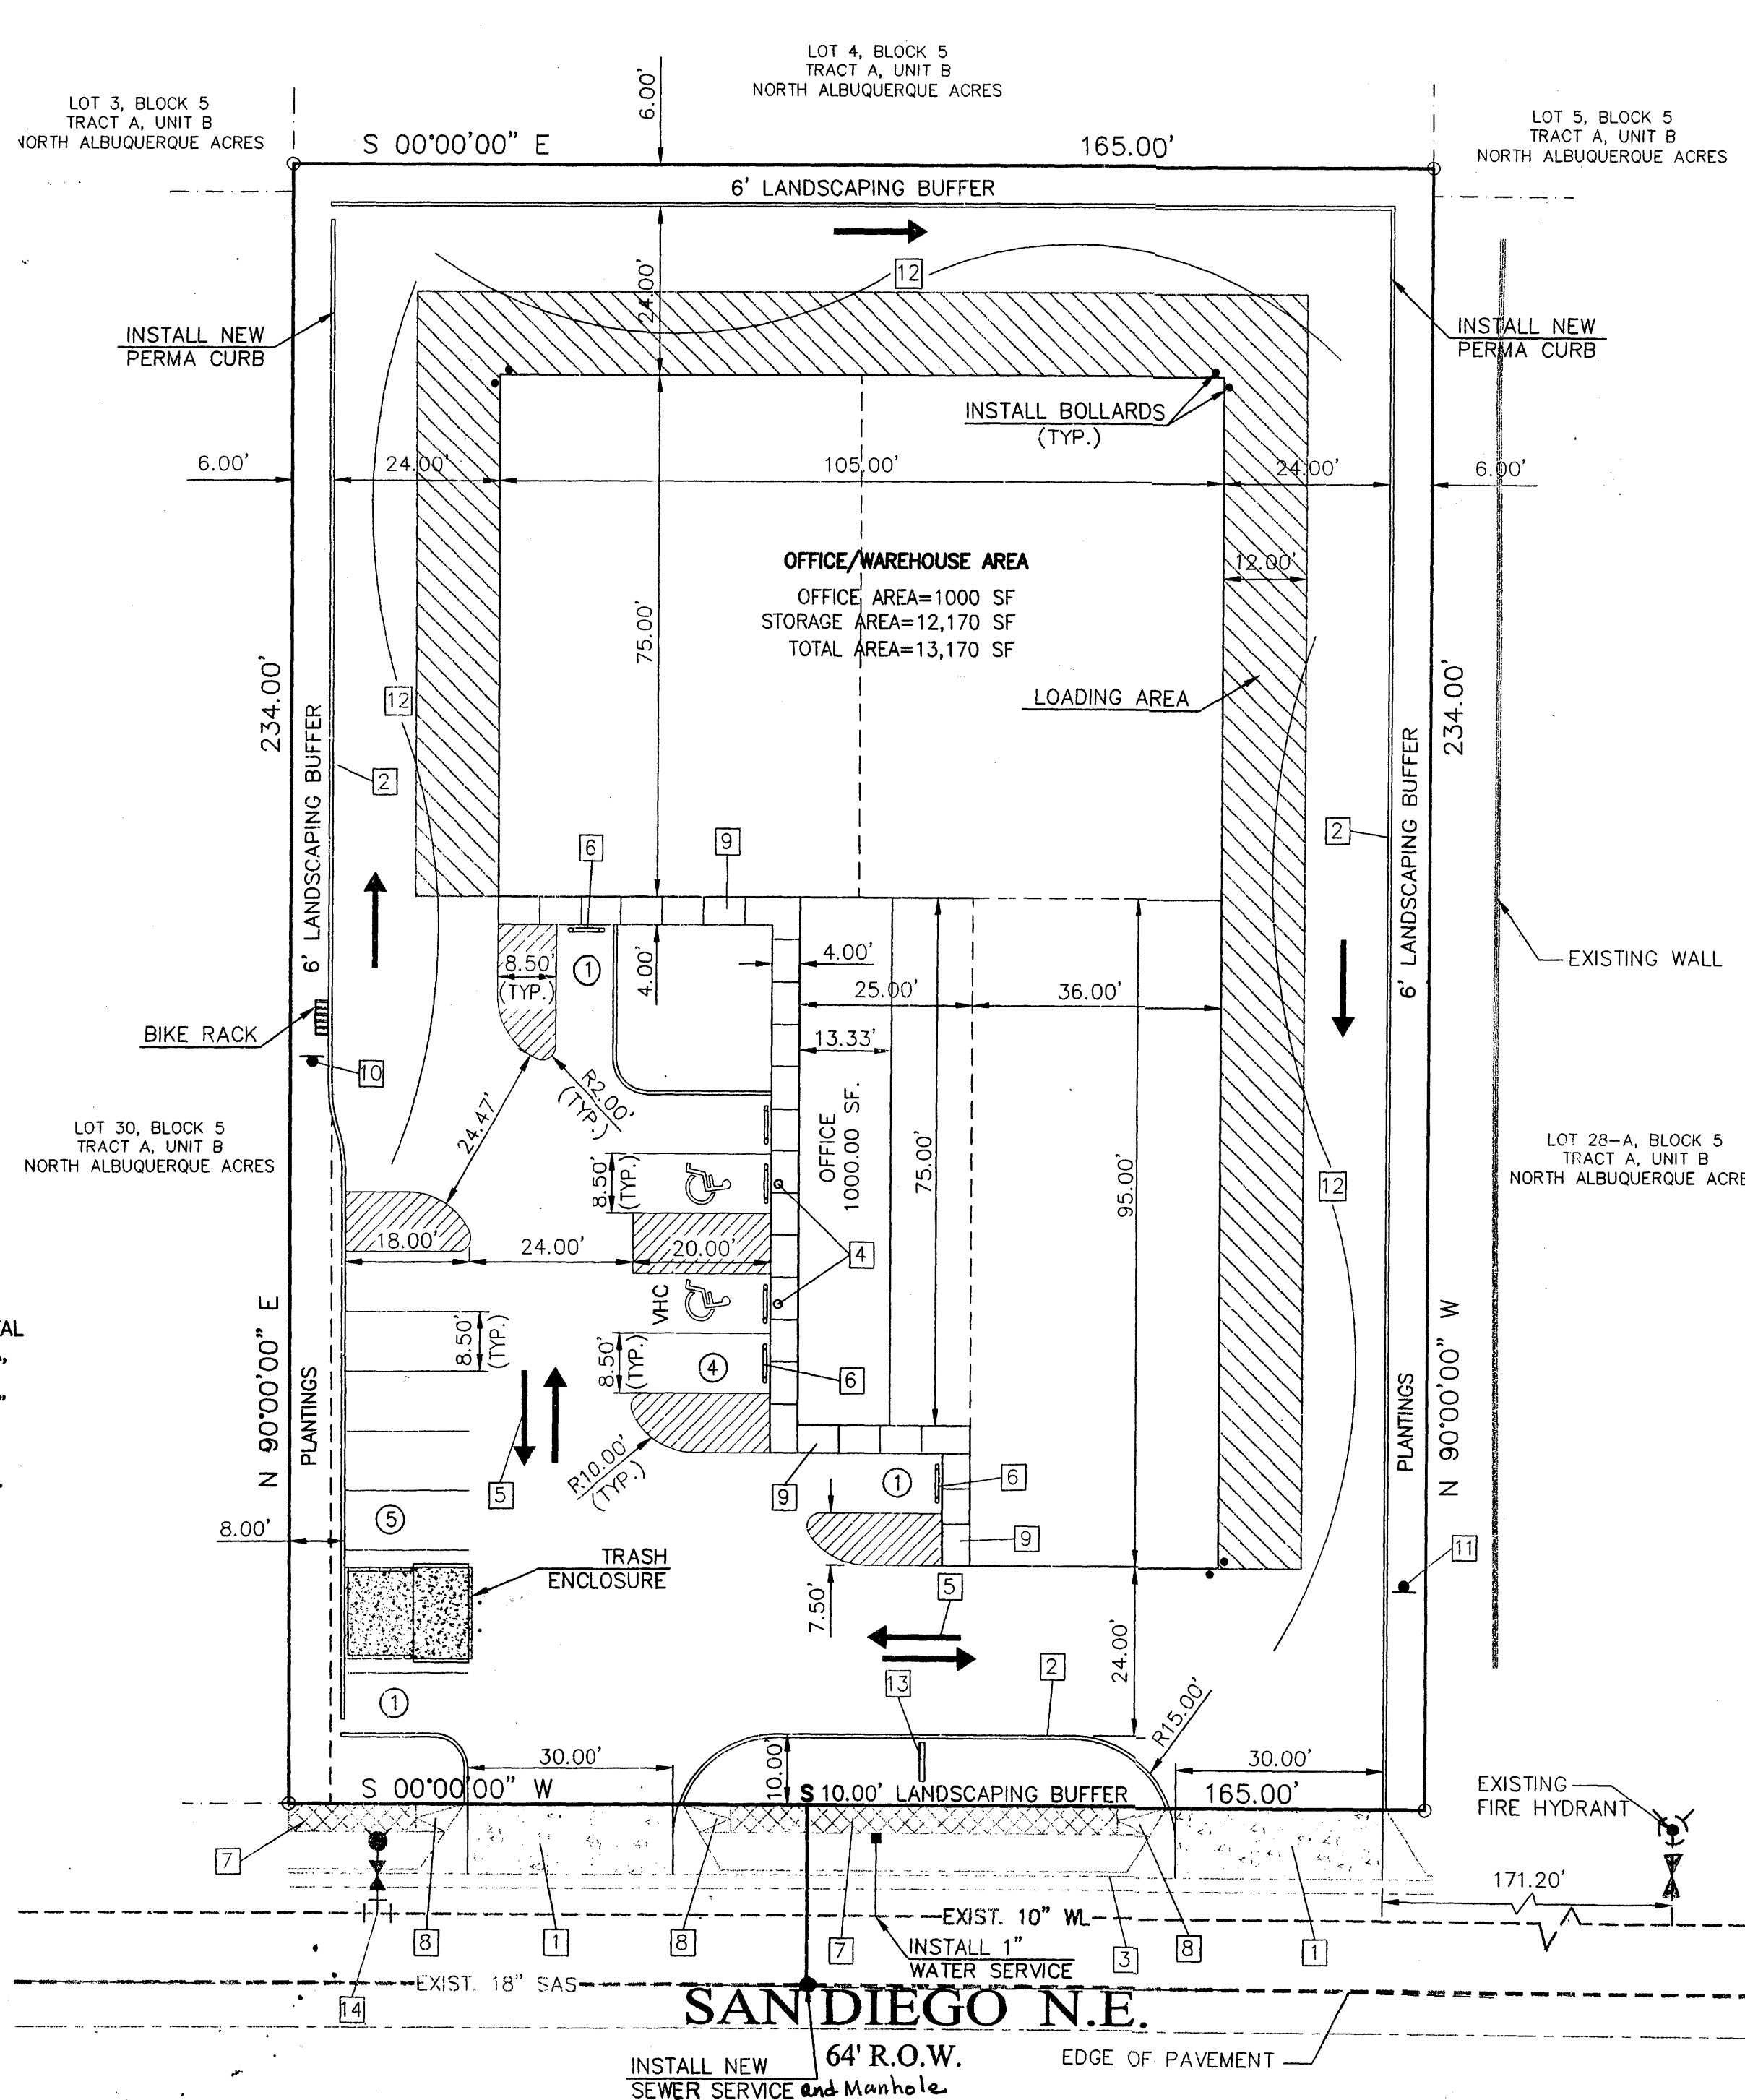 LOT 4, BLOCK 5
TRACT A, UNIT B
NORTH ALBUQUERQUE ACRES
LOT 3, BLOCK 5
TRACT A, UNIT B
NORTH ALBUQUERQUE ACRES
LOT 5, BLOCK 5
TRACT A, UNIT B
NORTH ALBUQUERQUE ACRES
6.00'
S 00°00'00" E
165.00'
6' LANDSCAPING BUFFER
12
24.00'
INSTALL NEW
PERMA CURB
INSTALL NEW
PERMA CURB
INSTALL BOLLARDS
(TYP.)
6.00'
24.00'
105.00'
24.00'
6.00'
OFFICE/WAREHOUSE AREA
OFFICE AREA=1000 SF
STORAGE AREA=12,170 SF
TOTAL AREA=13,170 SF
12.00'
75.00'
LOADING AREA
234.00'
234.00'
12
6' LANDSCAPING BUFFER
6' LANDSCAPING BUFFER
2
2
6
9
8.50'
(TYP.)
1
4.00'
4.00'
25.00'
36.00'
13.33'
EXISTING WALL
BIKE RACK
10
R2.00'
(TYP.)
24.47'
OFFICE
1000.00 SF.
75.00'
95.00'
LOT 30, BLOCK 5
TRACT A, UNIT B
NORTH ALBUQUERQUE ACRES
LOT 28-A, BLOCK 5
TRACT A, UNIT B
NORTH ALBUQUERQUE ACRE
8.50'
(TYP.)
12
18.00'
24.00'
20.00'
4
VHC
8.50'
(TYP.)
8.50'
(TYP.)
4
6
N 90°00'00" E
N 90°00'00" W
PLANTINGS
PLANTINGS
AL
R10.00'
(TYP.)
5
9
1
6
5
8.00'
9
11
TRASH
ENCLOSURE
5
7.50'
24.00'
2
13
1
R15.00'
30.00'
10.00'
30.00'
S 00°00'00" W
S 10.00' LANDSCAPING BUFFER
165.00'
EXISTING
FIRE HYDRANT
7
171.20'
EXIST. 10" WL
8
1
8
7
INSTALL 1"
WATER SERVICE
3
8
1
EXIST. 18" SAS
14
SAN DIEGO N.E.
64' R.O.W.
EDGE OF PAVEMENT
INSTALL NEW
SEWER SERVICE and Manhole